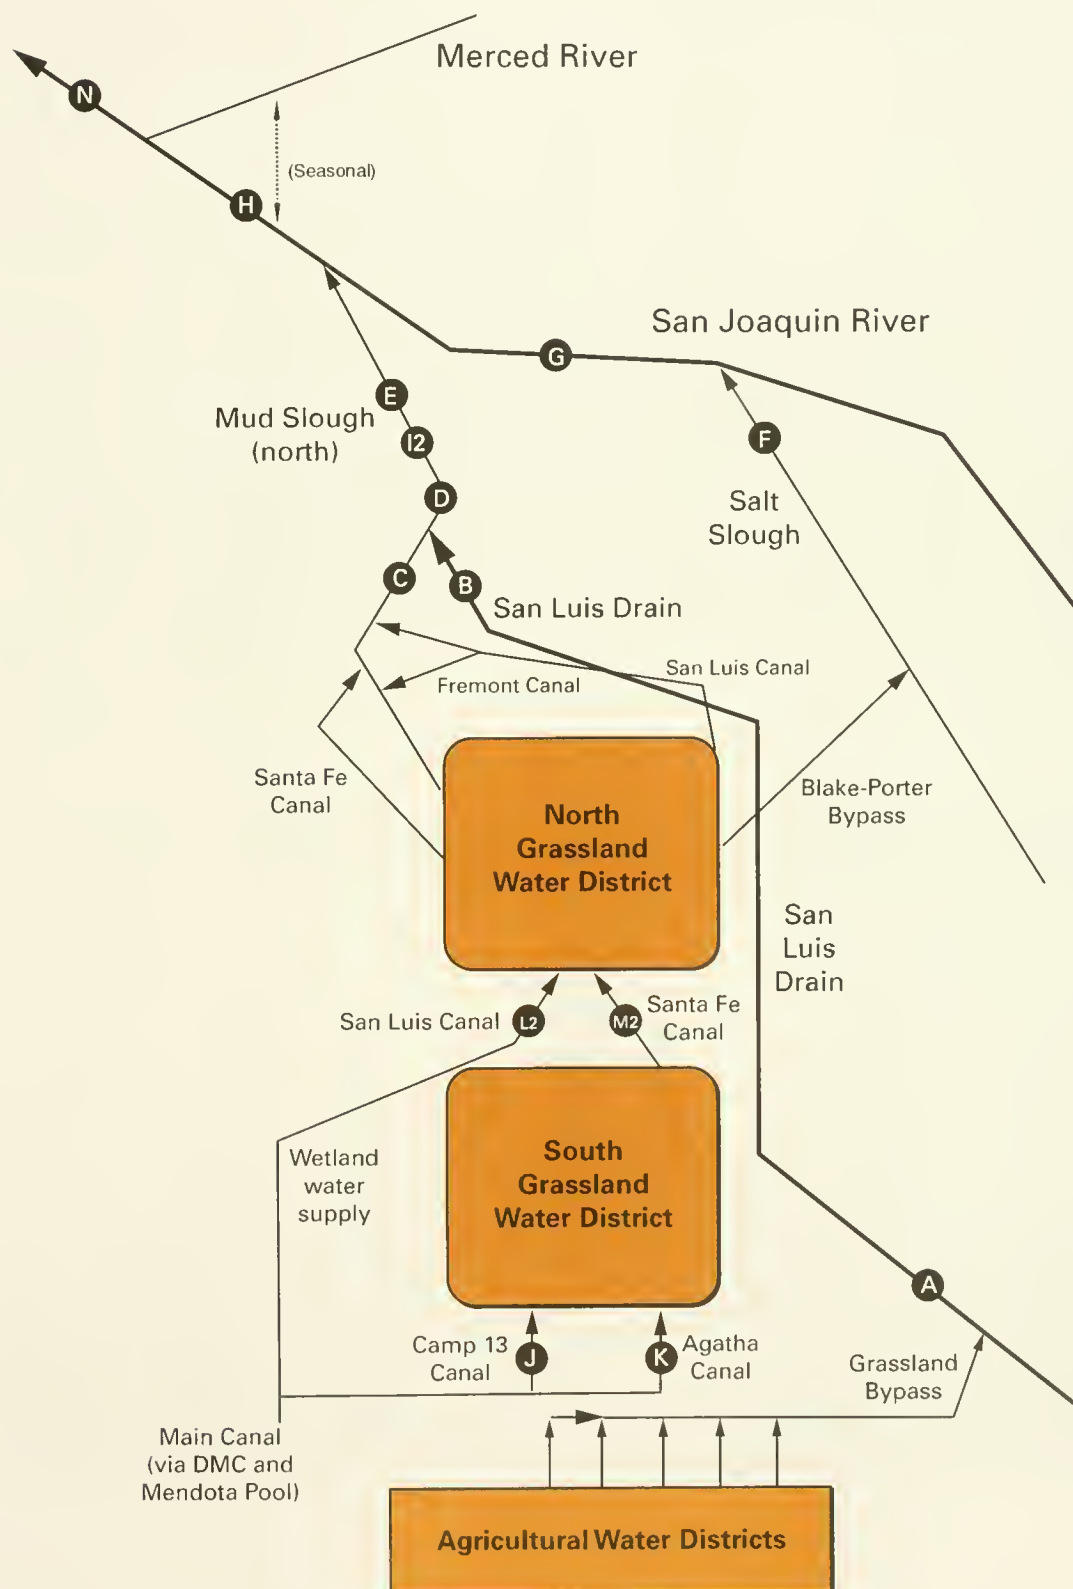 Merced River
N
(Seasonal)
H
San Joaquin River
G
E
Mud Slough
(north)
I2
F
D
Salt
Slough
C
B
San Luis Drain
San Luis Canal
Fremont Canal
Santa Fe
Canal
Blake-Porter
Bypass
North
Grassland
Water District
San
Luis
Drain
San Luis Canal
L2
M2
Santa Fe
Canal
South
Grassland
Water District
Wetland
water
supply
A
Camp 13
Canal
J
K
Agatha
Canal
Grassland
Bypass
Main Canal
(via DMC and
Mendota Pool)
Agricultural Water Districts